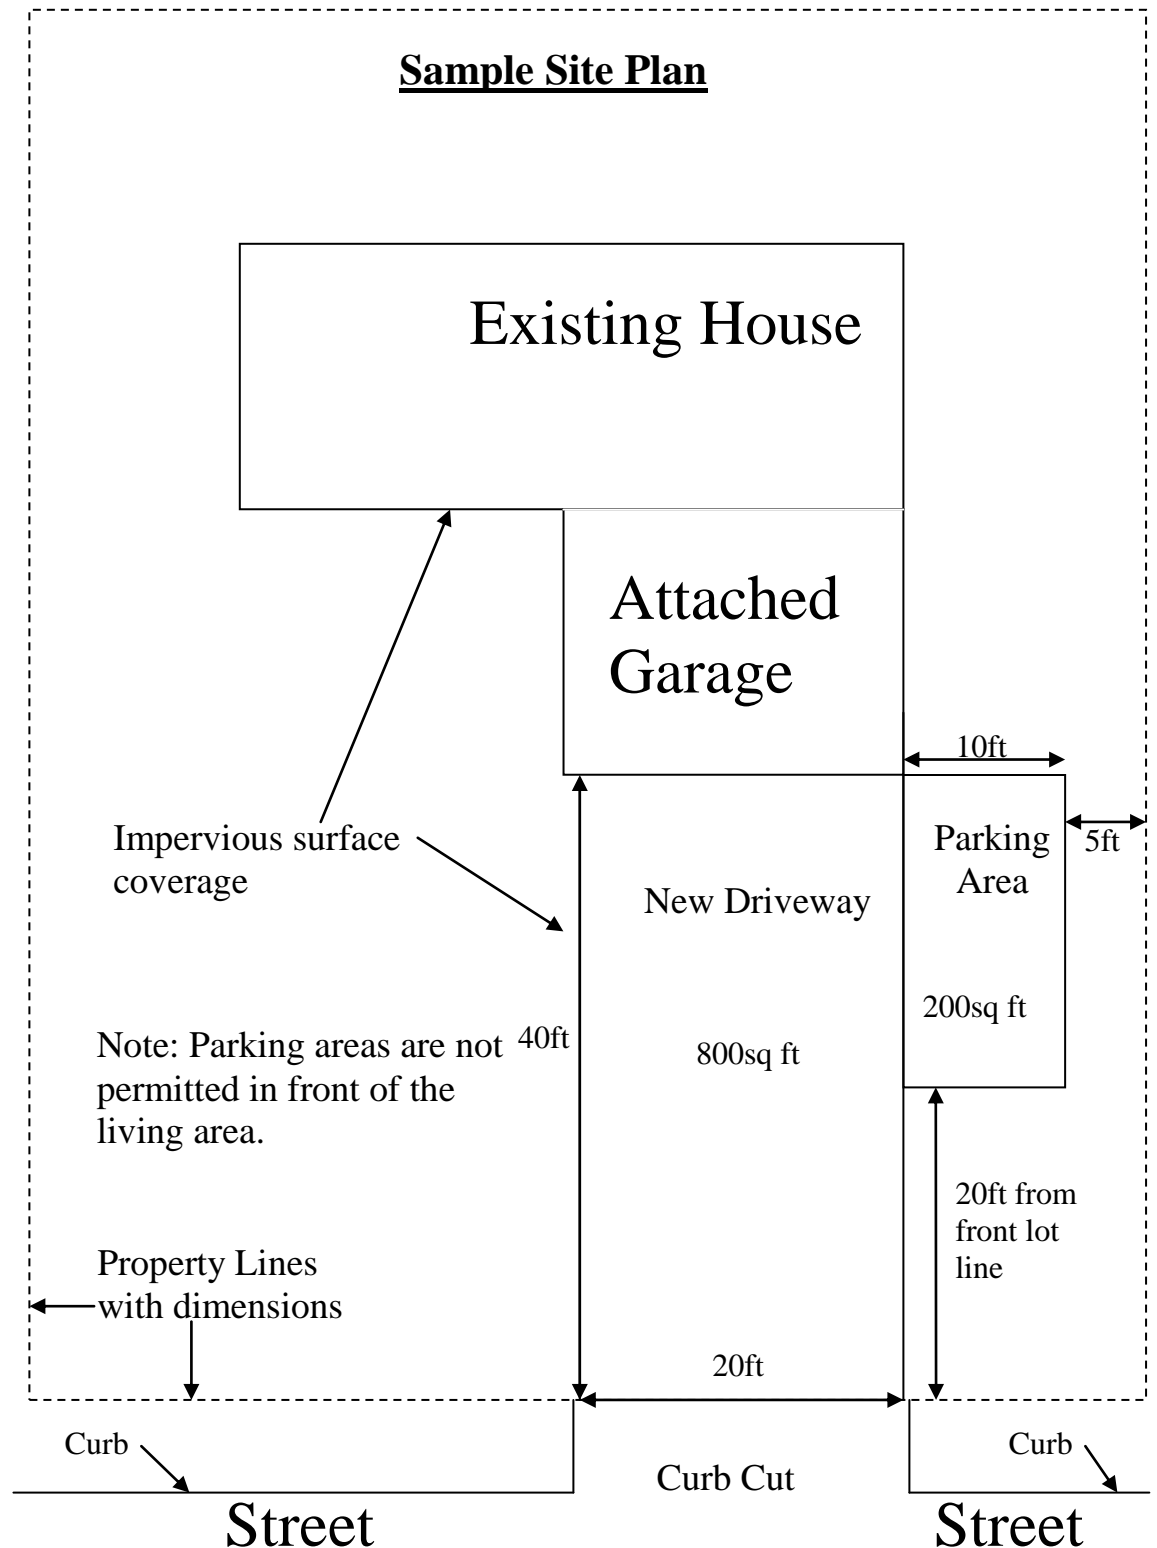 Sample Site Plan
Existing House
Attached
Garage
10ft
Impervious surface
coverage
Parking
Area
5ft
New Driveway
200sq ft
Note: Parking areas are not
permitted in front of the
living area.
40ft
800sq ft
20ft from
front lot
line
Property Lines
with dimensions
20ft
Curb
Curb Cut
Curb
Street
Street